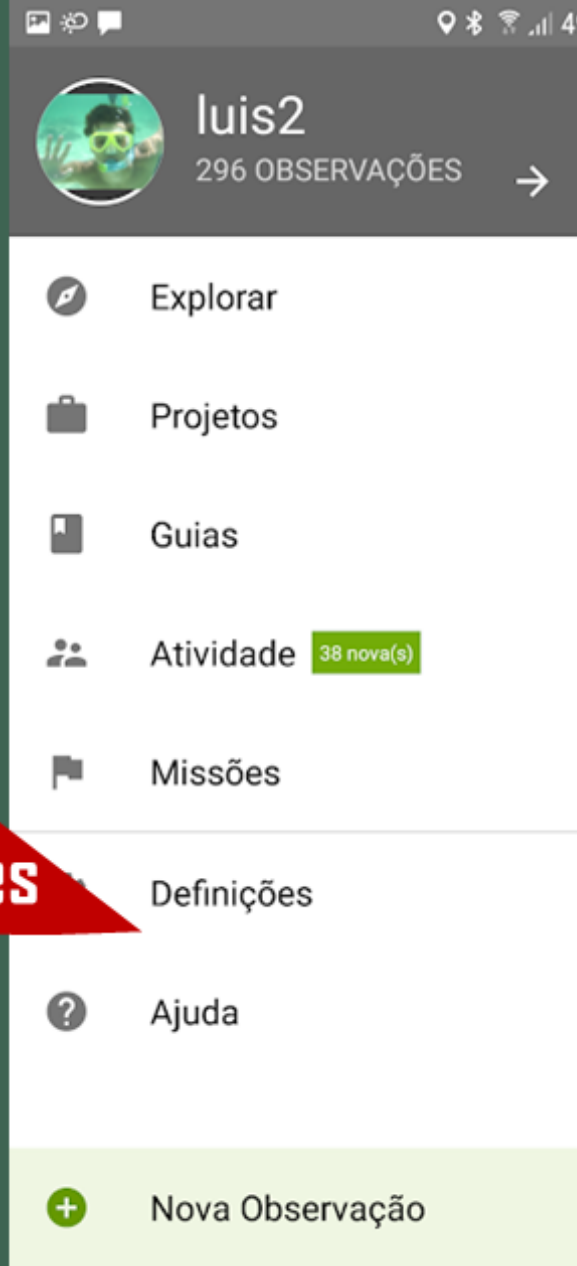 luis2
296 OBSERVAÇÕES
Explorar
Projetos
Guias
Atividade 38 nova(s)
Missões
Definições
Ajuda
Nova Observação